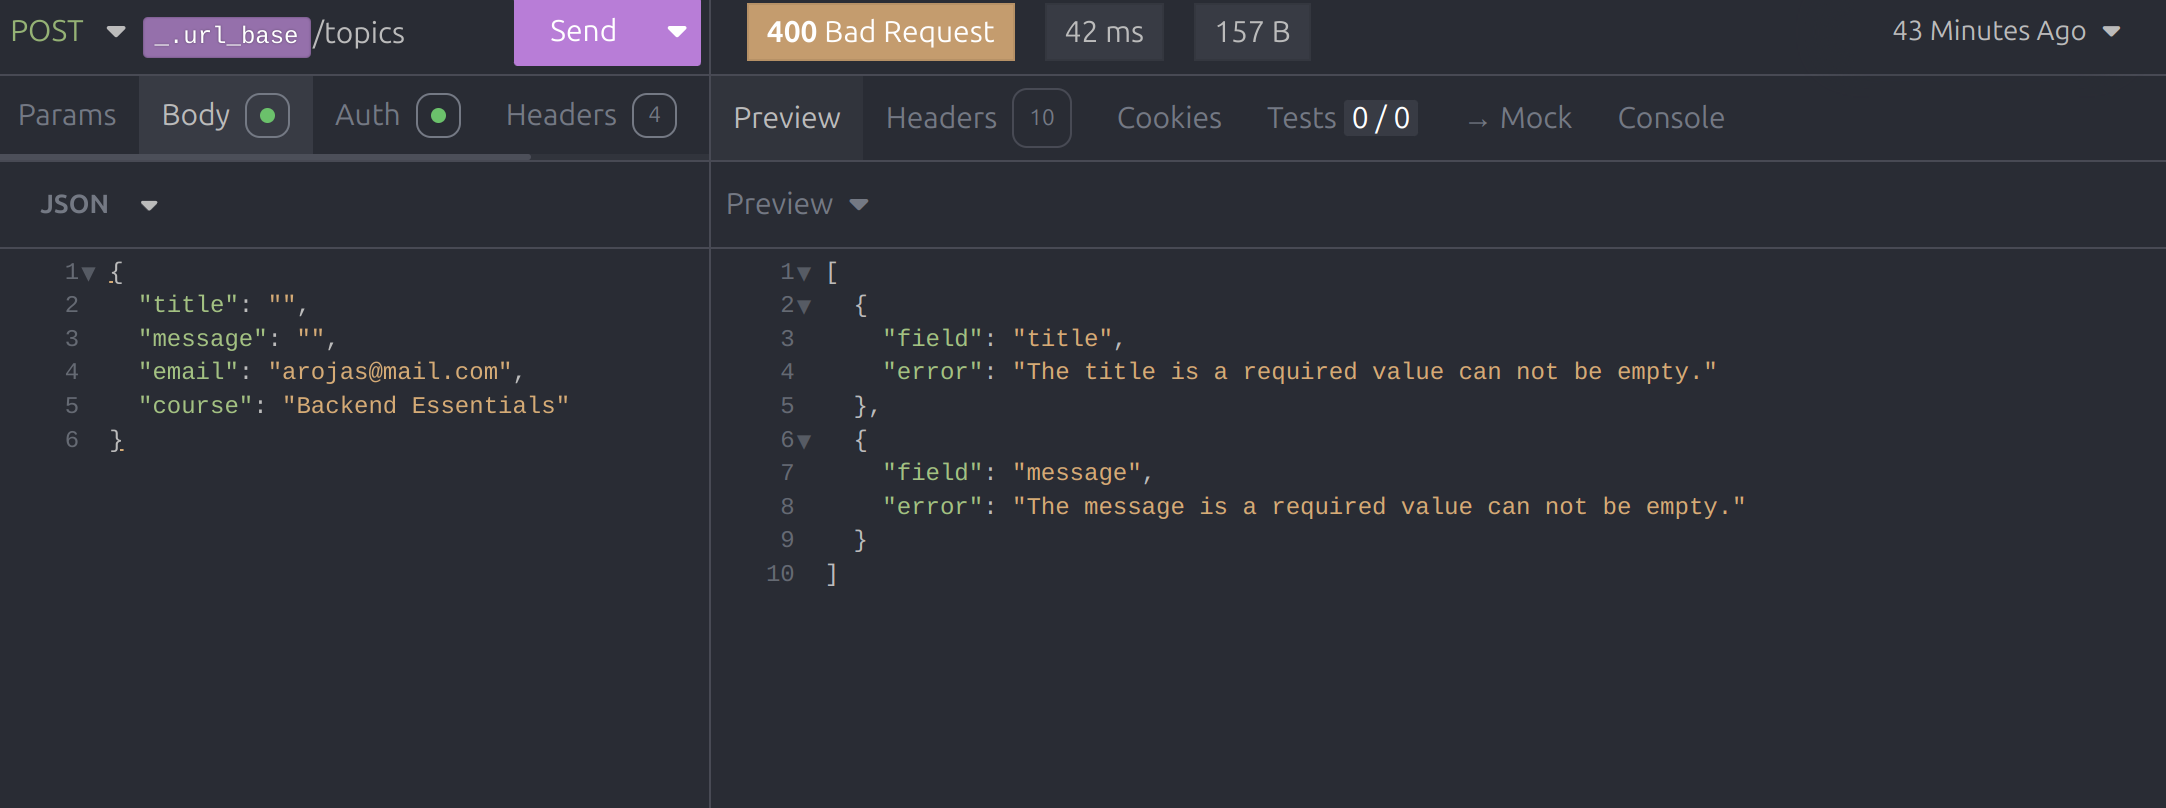 POST _.url_base/topics Send
400 Bad Request 42 ms 157 B 43 Minutes Ago
Params Body Auth Headers 4
Preview Headers 10 Cookies Tests 0 / 0 → Mock Console
JSON
Preview
1 {
2 "title": "",
3 "message": "",
4 "email": "arojas@mail.com",
5 "course": "Backend Essentials"
6 }
1 [
2 {
3 "field": "title",
4 "error": "The title is a required value can not be empty."
5 },
6 {
7 "field": "message",
8 "error": "The message is a required value can not be empty."
9 }
10 ]